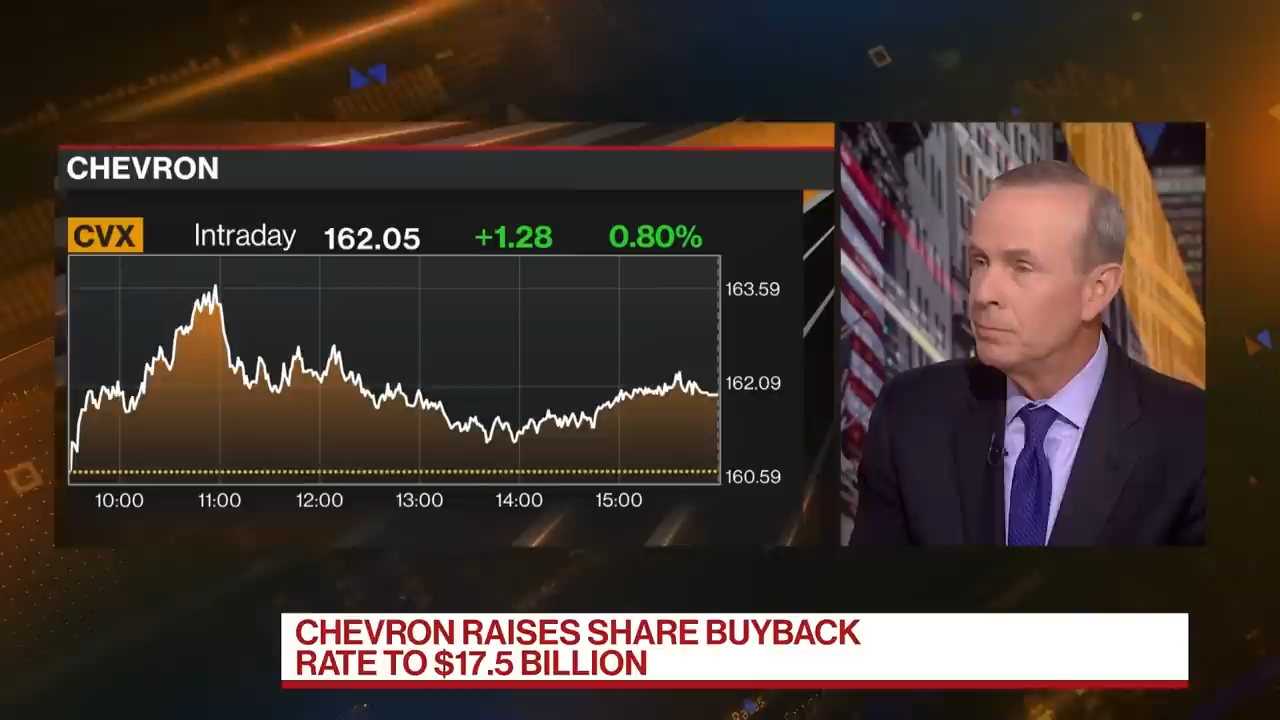 CHEVRON
CVX Intraday 162.05 +1.28 0.80%
163.59
162.09
160.59
10:00 11:00 12:00 13:00 14:00 15:00
CHEVRON RAISES SHARE BUYBACK
RATE TO $17.5 BILLION